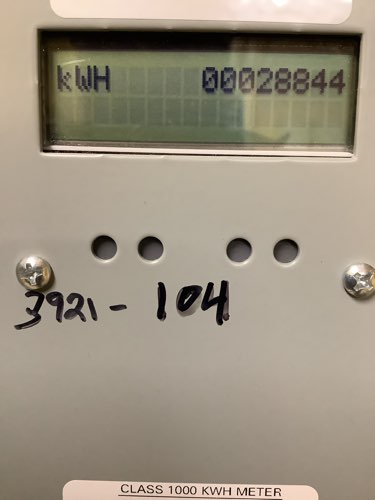 kWH 00028844
3921 - 104
CLASS 1000 KWH METER